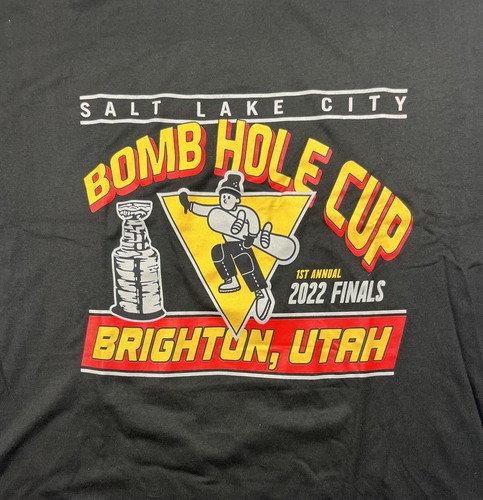 SALT LAKE CITY
BOMB HOLE CUP
1ST ANNUAL
2022 FINALS
BRIGHTON, UTAH